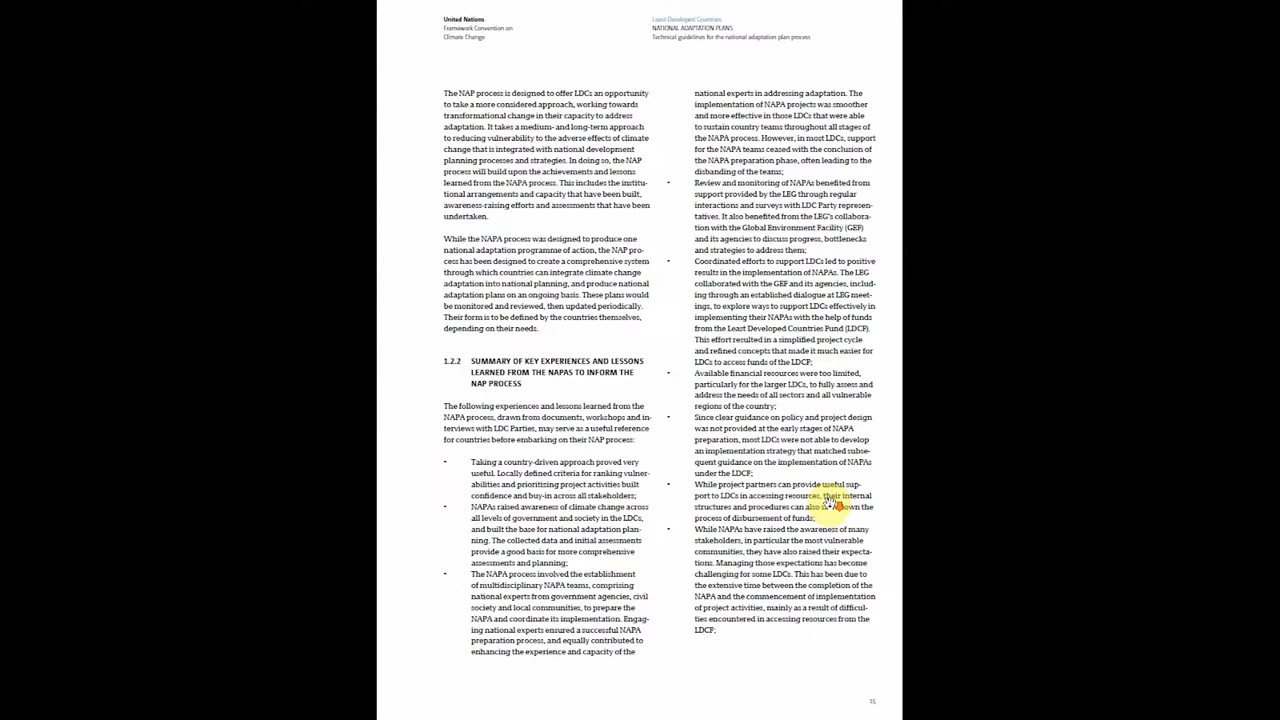 United Nations
Framework Convention on
Climate Change
Least Developed Countries
NATIONAL ADAPTATION PLANS
Technical guidelines for the national adaptation plan process
The NAP process is designed to offer LDCs an opportunity
to take a more considered approach, working towards
transformational change in their capacity to address
adaptation. It takes a medium- and long-term approach
to reducing vulnerability to the adverse effects of climate
change that is integrated with national development
planning processes and strategies. In doing so, the NAP
process will build upon the achievements and lessons
learned from the NAPA process. This includes the institu-
tional arrangements and capacity that have been built,
awareness-raising efforts and assessments that have been
undertaken.
While the NAPA process was designed to produce one
national adaptation programme of action, the NAP pro-
cess has been designed to create a comprehensive system
through which countries can integrate climate change
adaptation into national planning, and produce national
adaptation plans on an ongoing basis. These plans would
be monitored and reviewed, then updated periodically.
Their form is to be defined by the countries themselves,
depending on their needs.
1.2.2 SUMMARY OF KEY EXPERIENCES AND LESSONS
LEARNED FROM THE NAPAS TO INFORM THE
NAP PROCESS
The following experiences and lessons learned from the
NAPA process, drawn from documents, workshops and in-
terviews with LDC Parties, may serve as a useful reference
for countries before embarking on their NAP process:
- Taking a country-driven approach proved very
useful. Locally defined criteria for ranking vulner-
abilities and prioritizing project activities built
confidence and buy-in across all stakeholders;
- NAPAs raised awareness of climate change across
all levels of government and society in the LDCs,
and built the base for national adaptation plan-
ning. The collected data and initial assessments
provide a good basis for more comprehensive
assessments and planning;
- The NAPA process involved the establishment
of multidisciplinary NAPA teams, comprising
national experts from government agencies, civil
society and local communities, to prepare the
NAPA and coordinate its implementation. Engag-
ing national experts ensured a successful NAPA
preparation process, and equally contributed to
enhancing the experience and capacity of the
national experts in addressing adaptation. The
implementation of NAPA projects was smoother
and more effective in those LDCs that were able
to sustain country teams throughout all stages of
the NAPA process. However, in most LDCs, support
for the NAPA teams ceased with the conclusion of
the NAPA preparation phase, often leading to the
disbanding of the teams;
- Review and monitoring of NAPAs benefited from
support provided by the LEG through regular
interactions and surveys with LDC Party represen-
tatives. It also benefited from the LEG's collabora-
tion with the Global Environment Facility (GEF)
and its agencies to discuss progress, bottlenecks
and strategies to address them;
- Coordinated efforts to support LDCs led to positive
results in the implementation of NAPAs. The LEG
collaborated with the GEF and its agencies, includ-
ing through an established dialogue at LEG meet-
ings, to explore ways to support LDCs effectively in
implementing their NAPAs with the help of funds
from the Least Developed Countries Fund (LDCF).
This effort resulted in a simplified project cycle
and refined concepts that made it much easier for
LDCs to access funds of the LDCF;
- Available financial resources were too limited,
particularly for the larger LDCs, to fully assess and
address the needs of all sectors and all vulnerable
regions of the country;
- Since clear guidance on policy and project design
was not provided at the early stages of NAPA
preparation, most LDCs were not able to develop
an implementation strategy that matched subse-
quent guidance on the implementation of NAPAs
under the LDCF;
- While project partners can provide useful sup-
port to LDCs in accessing resources, their internal
structures and procedures can also down the
process of disbursement of funds;
- While NAPAs have raised the awareness of many
stakeholders, in particular the most vulnerable
communities, they have also raised their expecta-
tions. Managing those expectations has become
challenging for some LDCs. This has been due to
the extensive time between the completion of the
NAPA and the commencement of implementation
of project activities, mainly as a result of difficul-
ties encountered in accessing resources from the
LDCF;
15